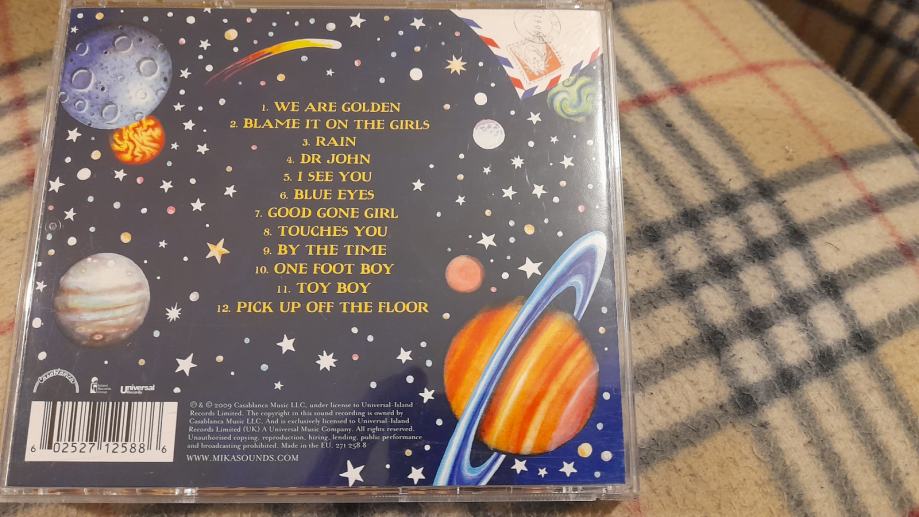 1. WE ARE GOLDEN
2. BLAME IT ON THE GIRLS
3. RAIN
4. DR JOHN
5. I SEE YOU
6. BLUE EYES
7. GOOD GONE GIRL
8. TOUCHES YOU
9. BY THE TIME
10. ONE FOOT BOY
11. TOY BOY
12. PICK UP OFF THE FLOOR
Casablanca
Island
Records
Group
Universal
Records
℗ & © 2009 Casablanca Music LLC, under license to Universal-Island
Records Limited. The copyright in this sound recording is owned by
Casablanca Music LLC. And is exclusively licensed to Universal-Island
Records Limited (UK) A Universal Music Company. All rights reserved.
Unauthorised copying, reproduction, hiring, lending, public performance
and broadcasting prohibited. Made in the EU. 271 258 8
WWW.MIKASOUNDS.COM
6 02527 12588 6